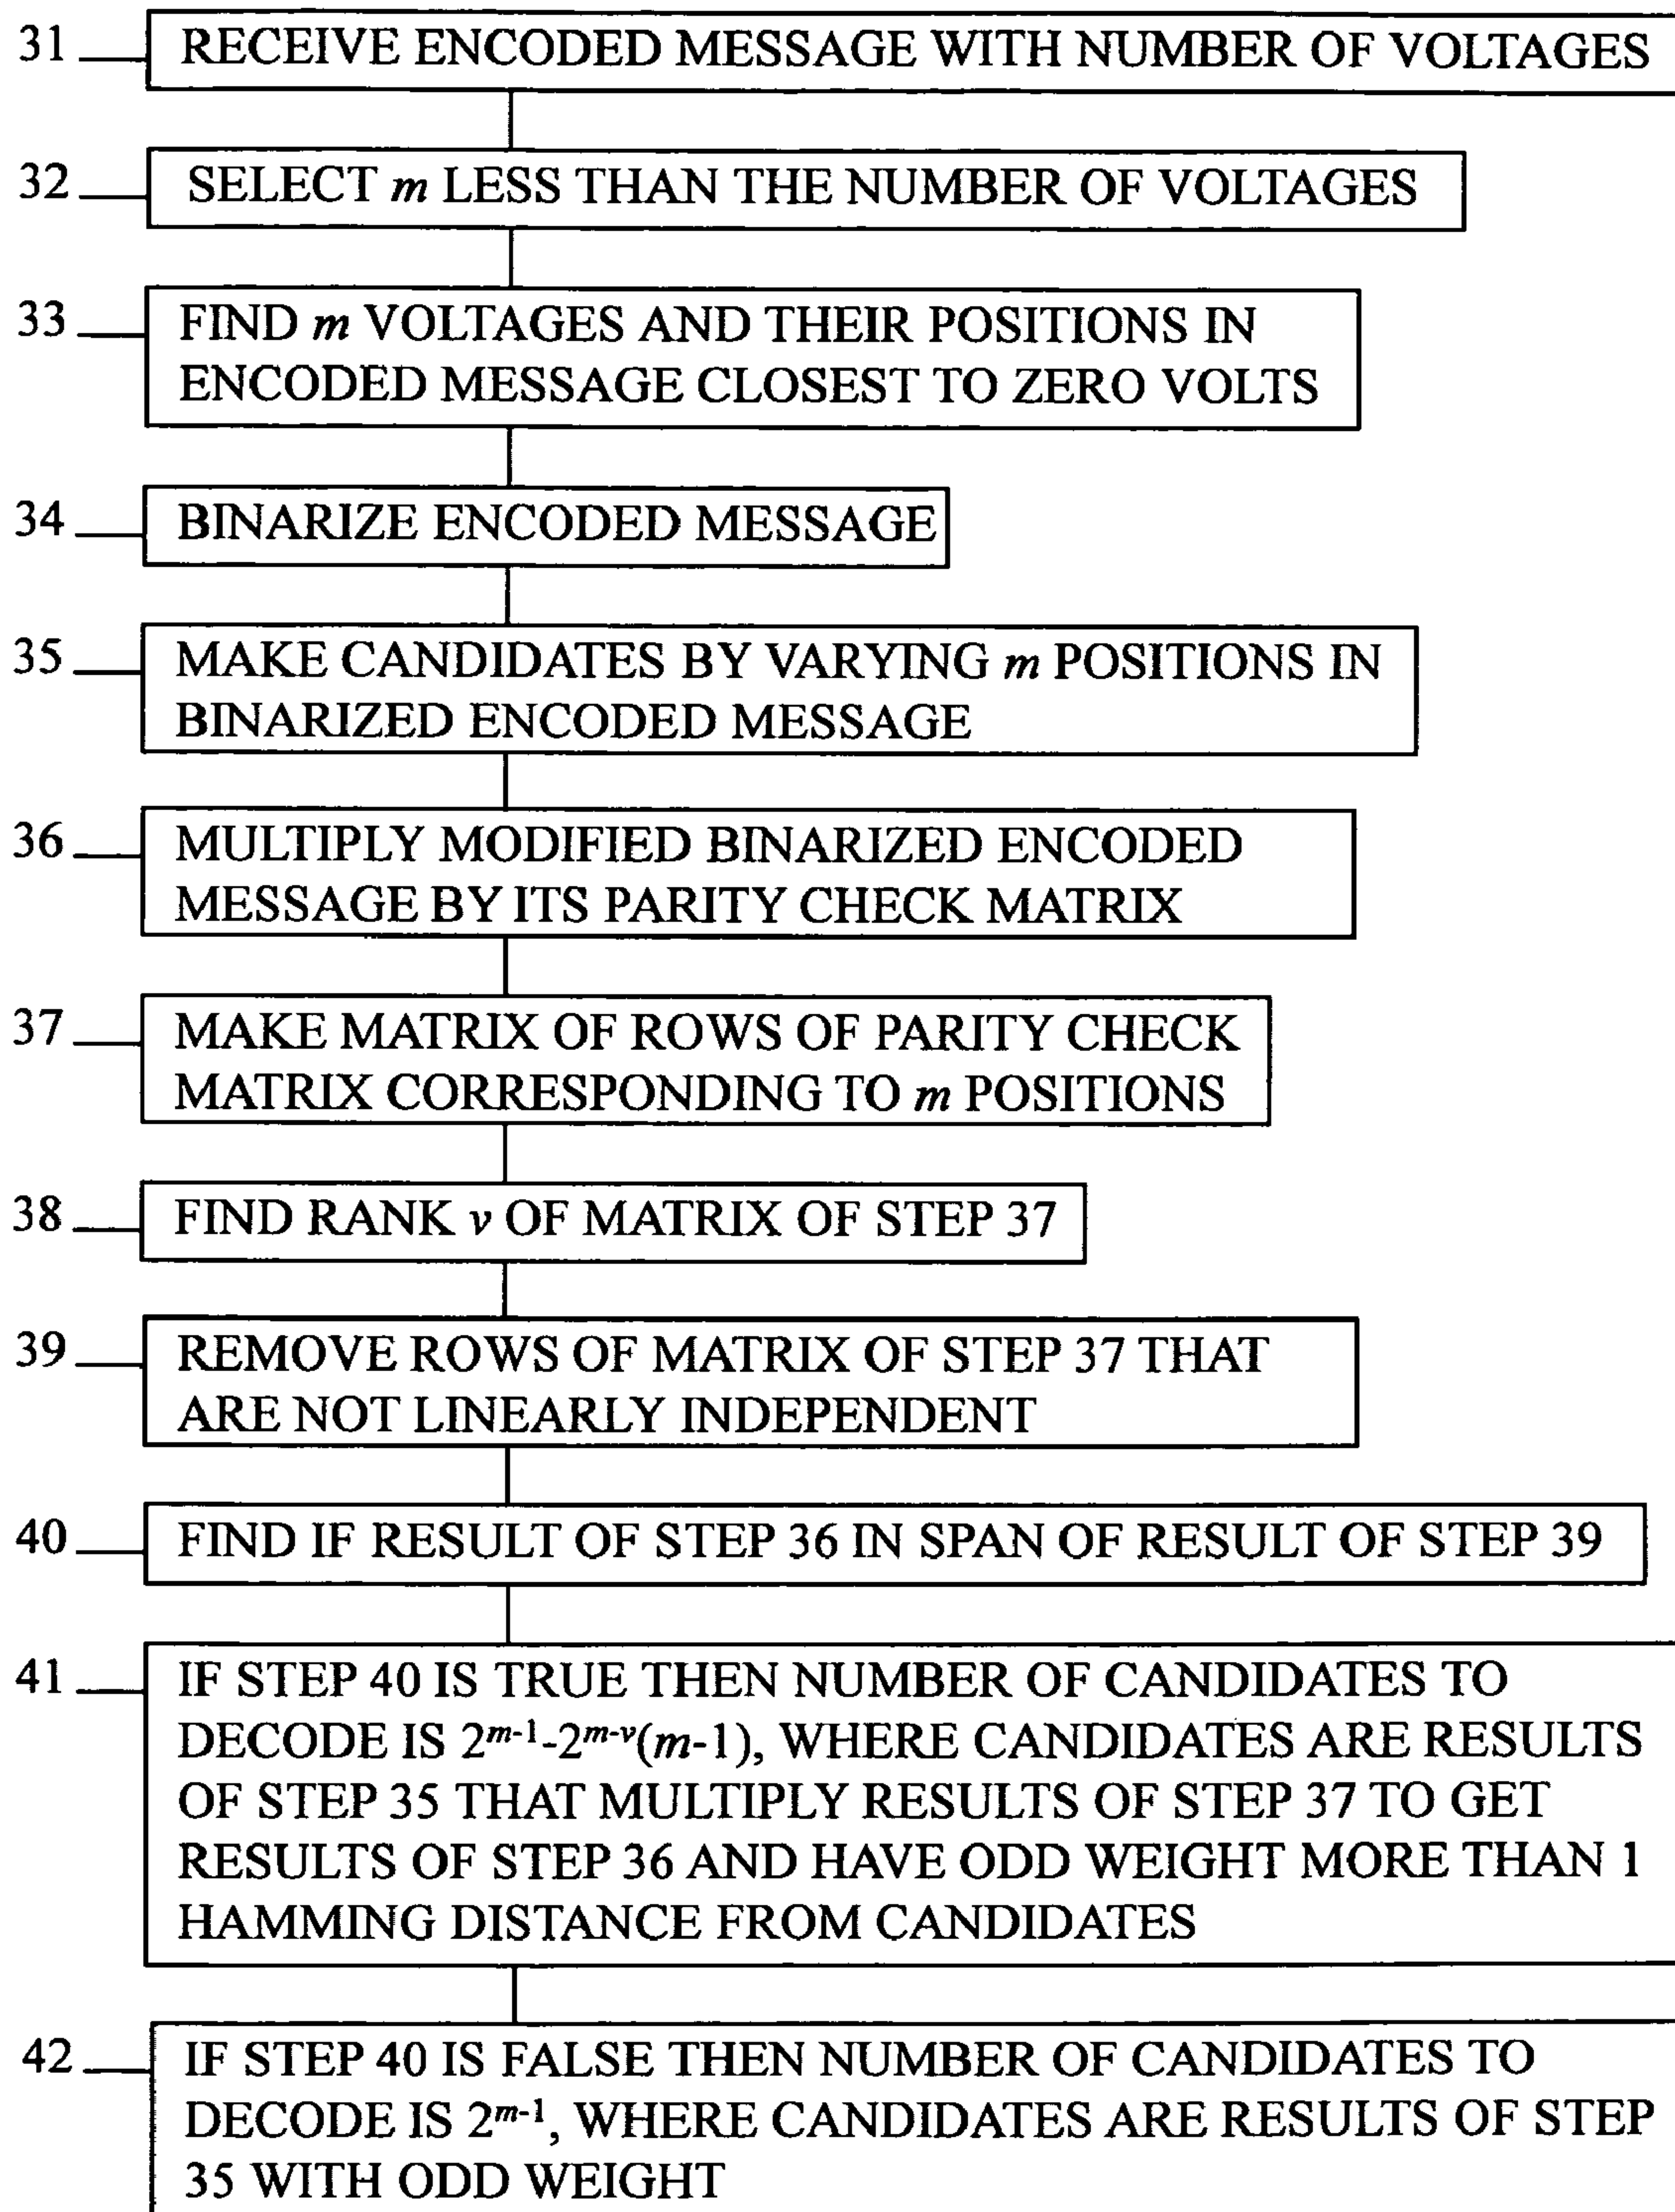 31 RECEIVE ENCODED MESSAGE WITH NUMBER OF VOLTAGES
32 SELECT m LESS THAN THE NUMBER OF VOLTAGES
33 FIND m VOLTAGES AND THEIR POSITIONS IN
ENCODED MESSAGE CLOSEST TO ZERO VOLTS
34 BINARIZE ENCODED MESSAGE
35 MAKE CANDIDATES BY VARYING m POSITIONS IN
BINARIZED ENCODED MESSAGE
36 MULTIPLY MODIFIED BINARIZED ENCODED
MESSAGE BY ITS PARITY CHECK MATRIX
37 MAKE MATRIX OF ROWS OF PARITY CHECK
MATRIX CORRESPONDING TO m POSITIONS
38 FIND RANK v OF MATRIX OF STEP 37
39 REMOVE ROWS OF MATRIX OF STEP 37 THAT
ARE NOT LINEARLY INDEPENDENT
40 FIND IF RESULT OF STEP 36 IN SPAN OF RESULT OF STEP 39
41 IF STEP 40 IS TRUE THEN NUMBER OF CANDIDATES TO
DECODE IS 2^{m-1}-2^{m-v}(m-1), WHERE CANDIDATES ARE RESULTS
OF STEP 35 THAT MULTIPLY RESULTS OF STEP 37 TO GET
RESULTS OF STEP 36 AND HAVE ODD WEIGHT MORE THAN 1
HAMMING DISTANCE FROM CANDIDATES
42 IF STEP 40 IS FALSE THEN NUMBER OF CANDIDATES TO
DECODE IS 2^{m-1}, WHERE CANDIDATES ARE RESULTS OF STEP
35 WITH ODD WEIGHT